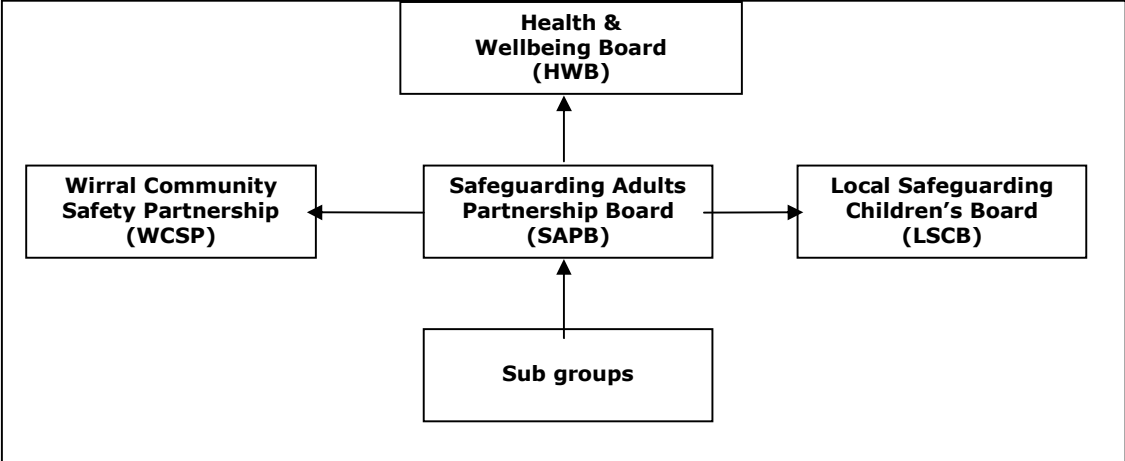 Health &
Wellbeing Board
(HWB)
Wirral Community
Safety Partnership
(WCSP)
Safeguarding Adults
Partnership Board
(SAPB)
Local Safeguarding
Children’s Board
(LSCB)
Sub groups